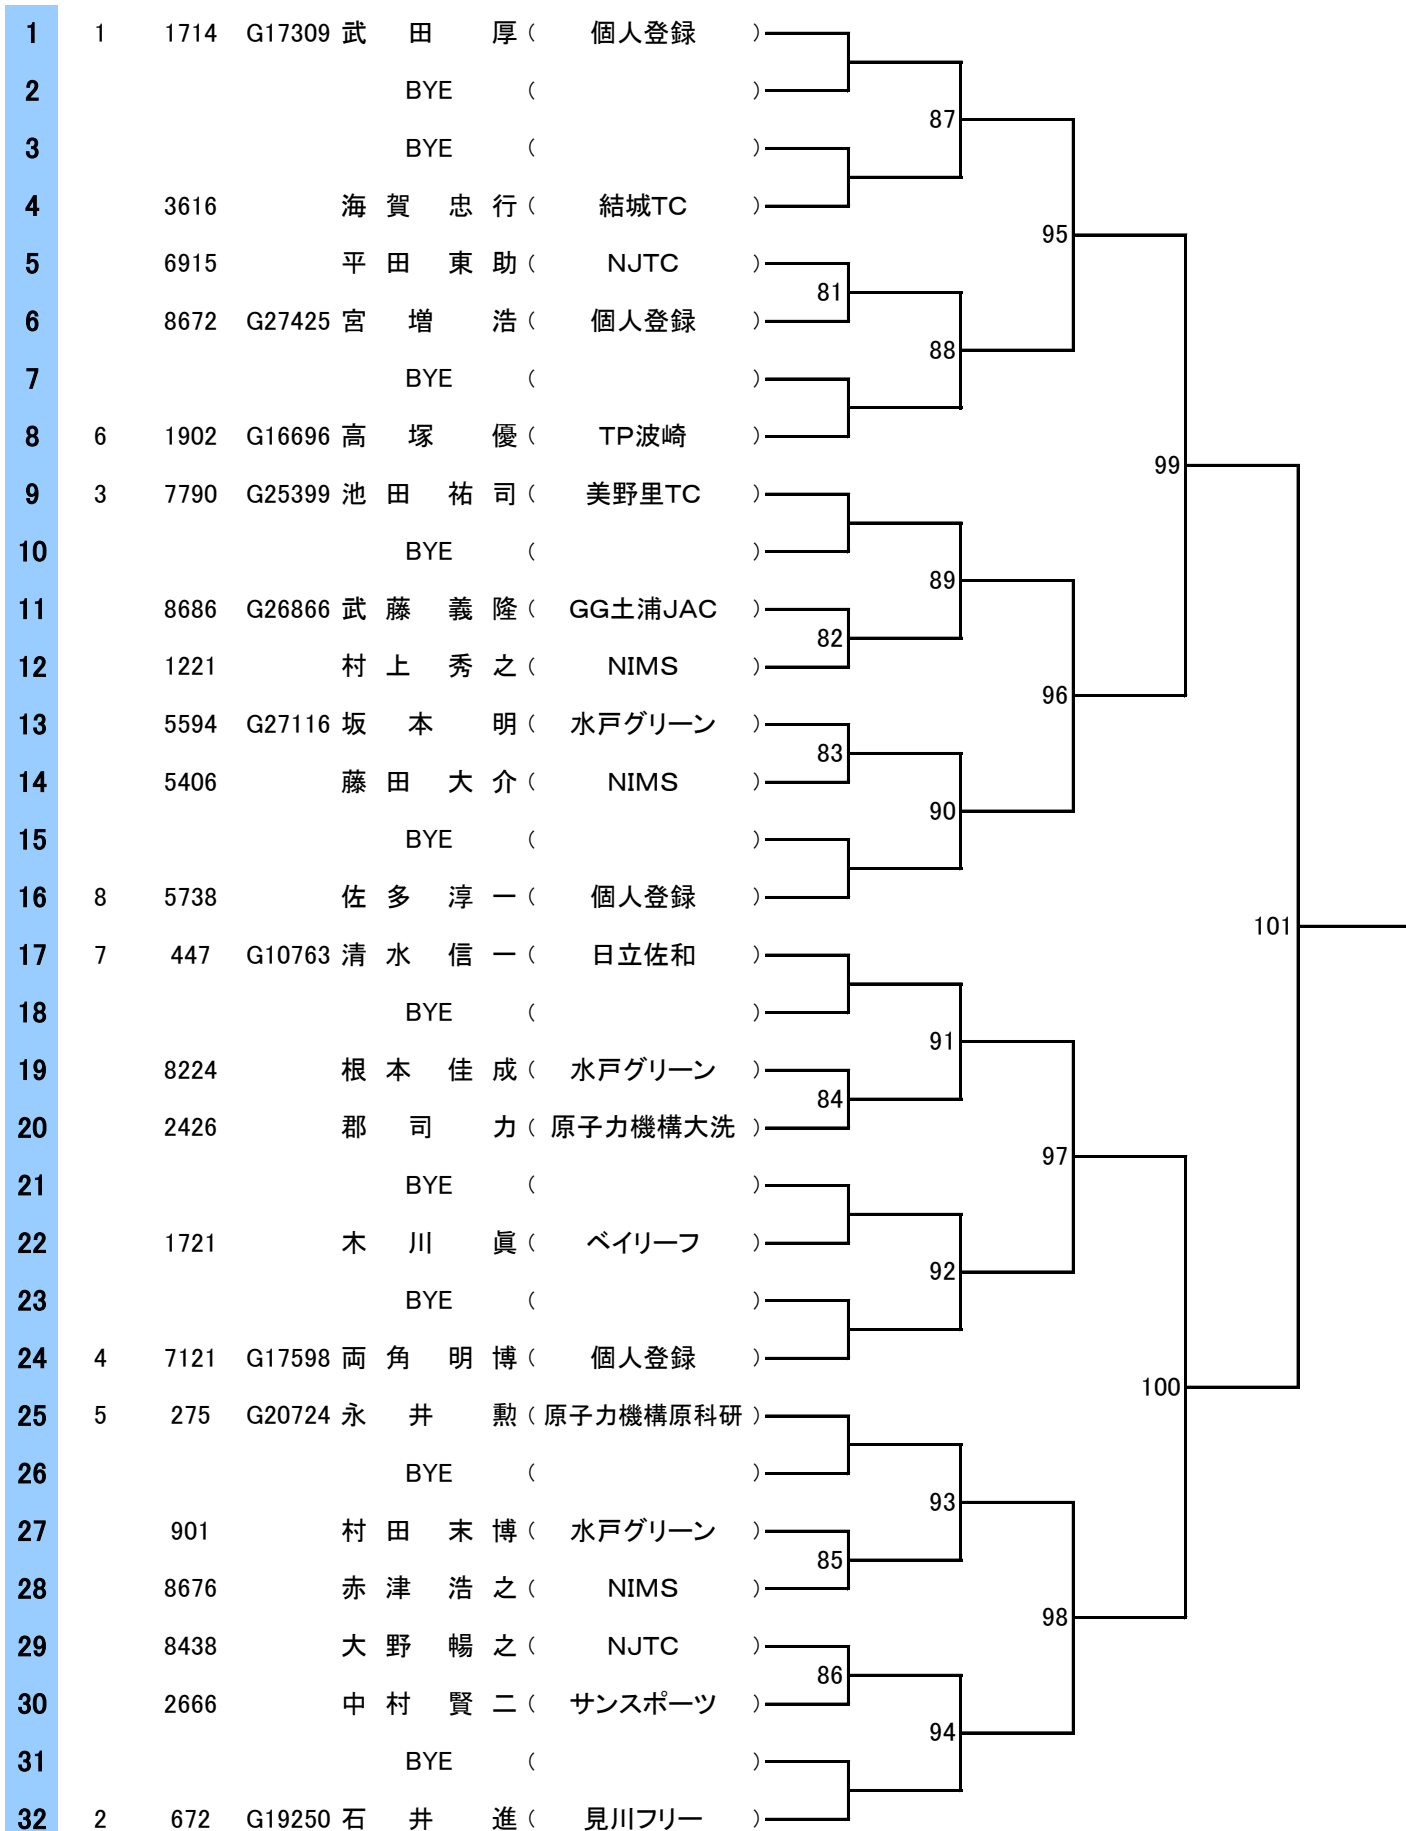 1 1 1714 G17309 武 田 厚 ( 個人登録 )
2 BYE ( )
87
3 BYE ( )
4 3616 海 賀 忠 行 ( 結城TC )
95
5 6915 平 田 東 助 ( NJTC )
81
6 8672 G27425 宮 増 浩 ( 個人登録 )
88
7 BYE ( )
8 6 1902 G16696 高 塚 優 ( TP波崎 )
99
9 3 7790 G25399 池 田 祐 司 ( 美野里TC )
10 BYE ( )
89
11 8686 G26866 武 藤 義 隆 ( GG土浦JAC )
82
12 1221 村 上 秀 之 ( NIMS )
96
13 5594 G27116 坂 本 明 ( 水戸グリーン )
83
14 5406 藤 田 大 介 ( NIMS )
90
15 BYE ( )
16 8 5738 佐 多 淳 一 ( 個人登録 )
101
17 7 447 G10763 清 水 信 一 ( 日立佐和 )
18 BYE ( )
91
19 8224 根 本 佳 成 ( 水戸グリーン )
84
20 2426 郡 司 力 ( 原子力機構大洗 )
97
21 BYE ( )
22 1721 木 川 眞 ( ベイリーフ )
92
23 BYE ( )
24 4 7121 G17598 両 角 明 博 ( 個人登録 )
100
25 5 275 G20724 永 井 勲 ( 原子力機構原科研 )
26 BYE ( )
93
27 901 村 田 末 博 ( 水戸グリーン )
85
28 8676 赤 津 浩 之 ( NIMS )
98
29 8438 大 野 暢 之 ( NJTC )
86
30 2666 中 村 賢 二 ( サンスポーツ )
94
31 BYE ( )
32 2 672 G19250 石 井 進 ( 見川フリー )